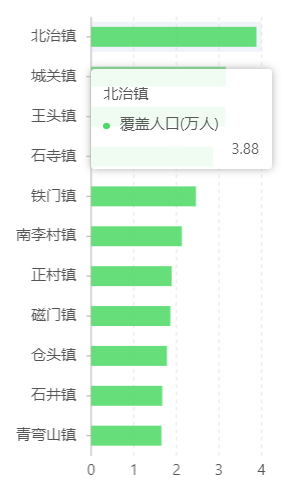 北治镇
城关镇
王头镇
石寺镇
铁门镇
南李村镇
正村镇
磁门镇
仓头镇
石井镇
青弯山镇
北治镇
覆盖人口(万人)
3.88
0 1 2 3 4